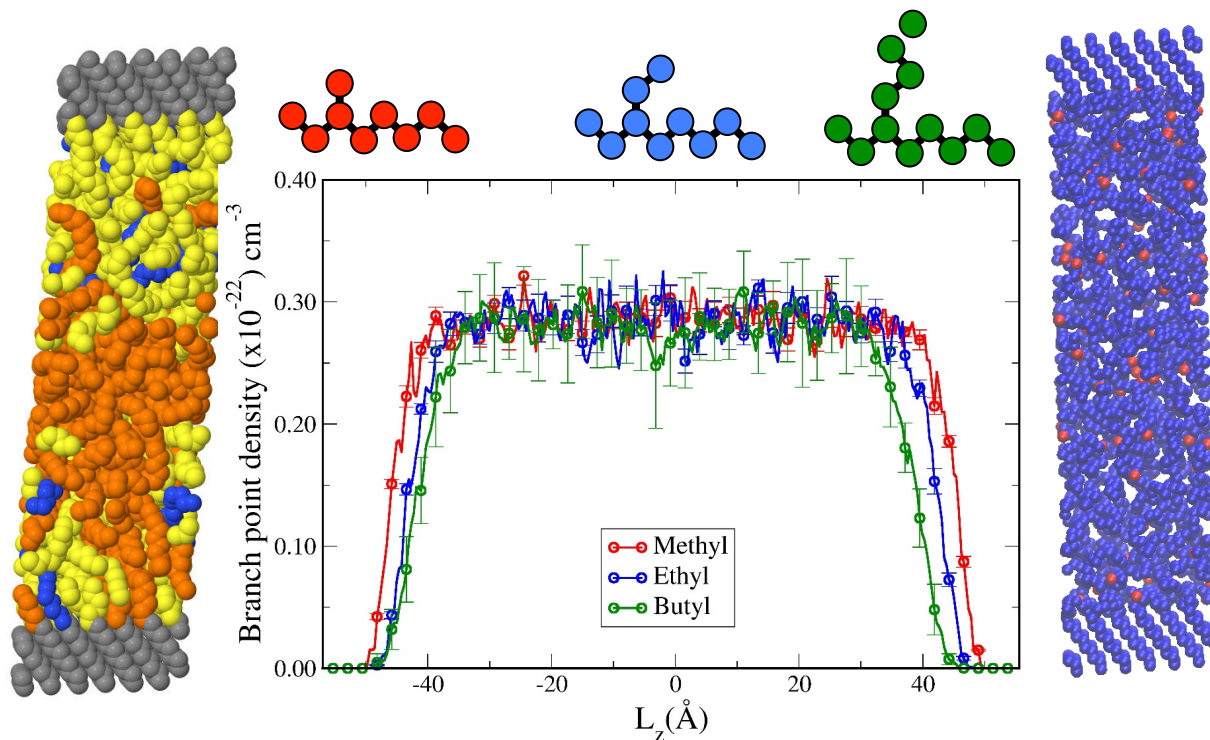 Branch point density (x10⁻²²) cm⁻³
0.40
0.30
0.20
0.10
0.00
Methyl
Ethyl
Butyl
-40 -20 0 20 40
L_z(Å)